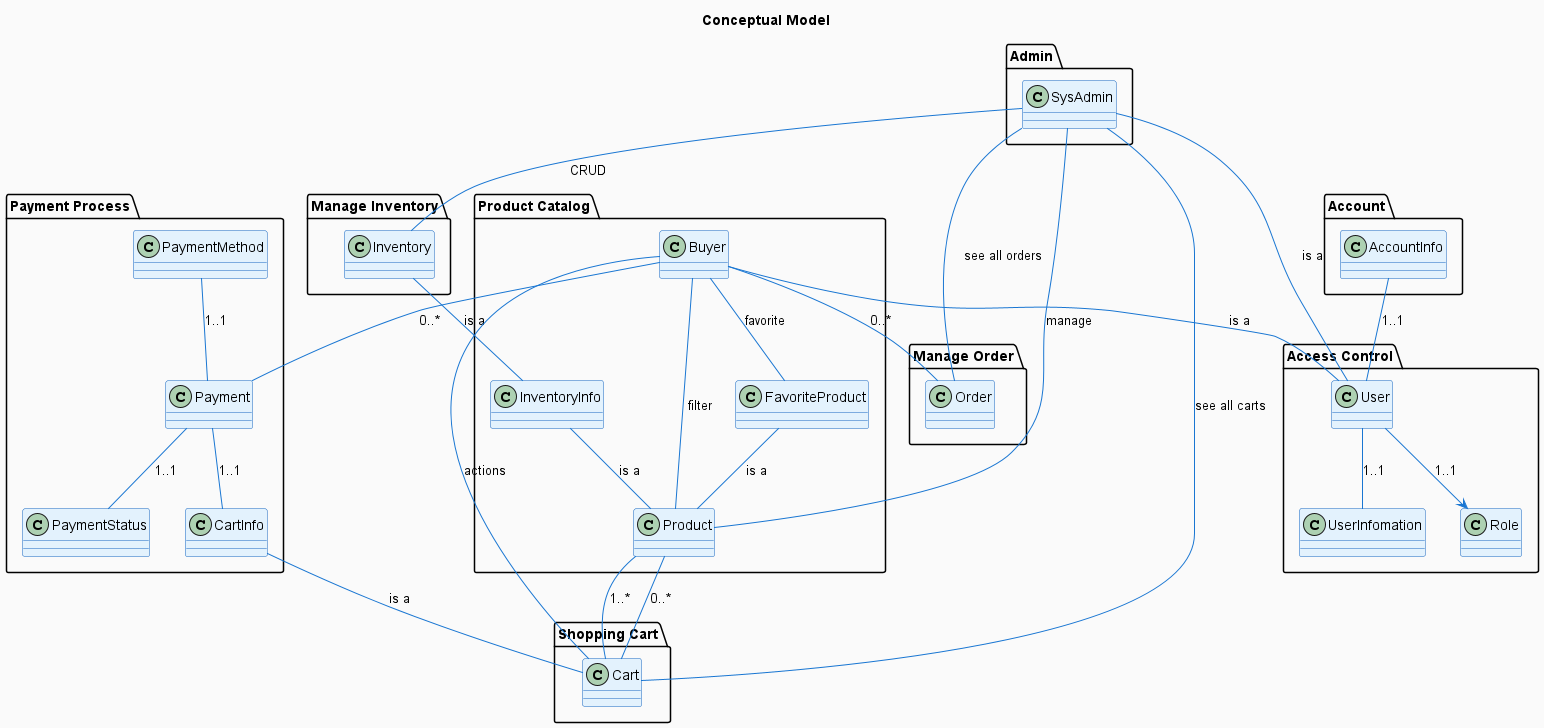 Conceptual Model
Admin
C SysAdmin
CRUD
Payment Process
Manage Inventory
Product Catalog
Account
C PaymentMethod
C Inventory
C Buyer
C AccountInfo
see all orders
is a
1..1
0..*
is a
favorite
0..*
manage
is a
1..1
Manage Order
Access Control
C Payment
C InventoryInfo
filter
C FavoriteProduct
C Order
see all carts
C User
1..1
1..1
actions
is a
is a
1..1
1..1
C PaymentStatus
C CartInfo
C Product
C UserInfomation
C Role
is a
1..*
0..*
Shopping Cart
C Cart